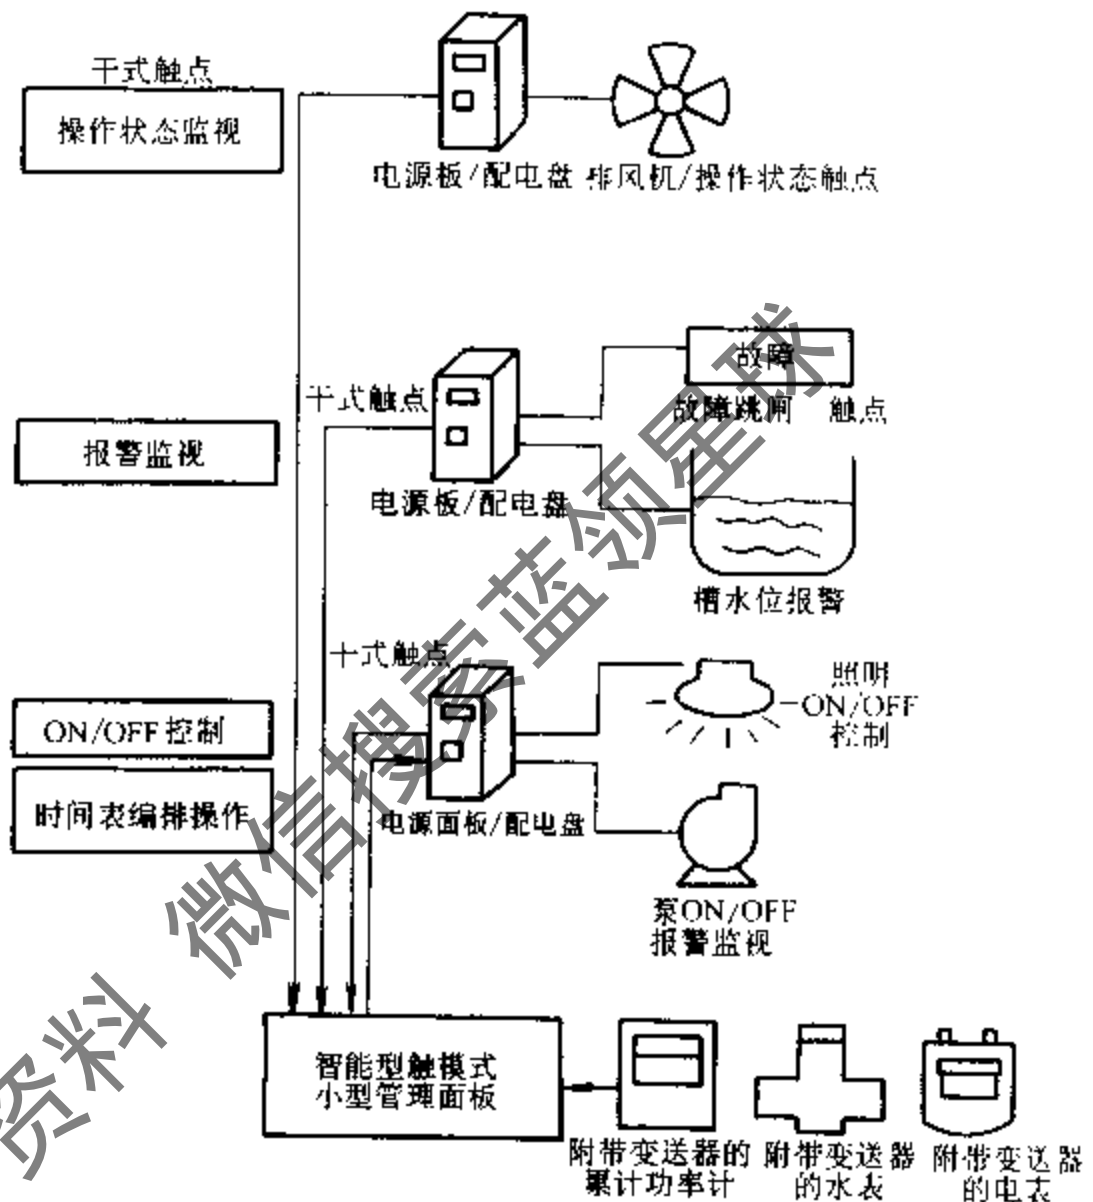 干式触点
操作状态监视
电源板/配电盘 排风机/操作状态触点
故障
干式触点
故障跳闸 触点
报警监视
电源板/配电盘
槽水位报警
十式触点
照明
ON/OFF
控制
ON/OFF 控制
时间表编排操作
电源面板/配电盘
泵ON/OFF
报警监视
智能型触模式
小型管理面板
附带变送器的
累计功率计
附带变送器
的水表
附带变送器
的电表
资料 微信搜索蓝领星球